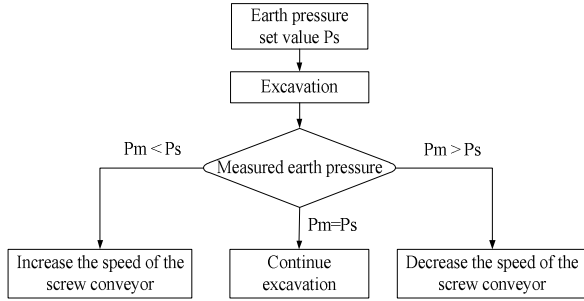 Earth pressure
set value Ps
Excavation
Pm < Ps
Measured earth pressure
Pm > Ps
Pm=Ps
Increase the speed of the
screw conveyor
Continue
excavation
Decrease the speed of the
screw conveyor